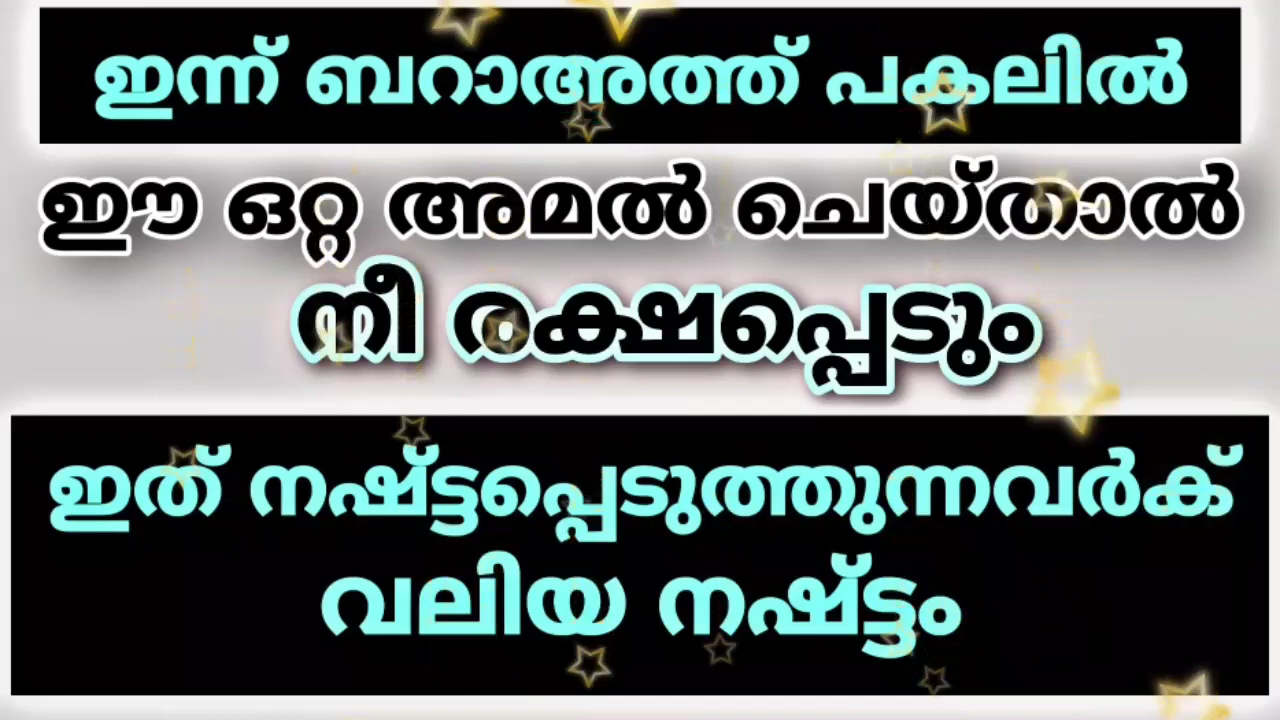 ഇന്ന് ബറാഅത്ത് പകലിൽ
ഈ ഒറ്റ അമൽ ചെയ്താൽ
നീ രക്ഷപ്പെടും
ഇത് നഷ്ട്ടപ്പെടുത്തുന്നവർക്
വലിയ നഷ്ട്ടം